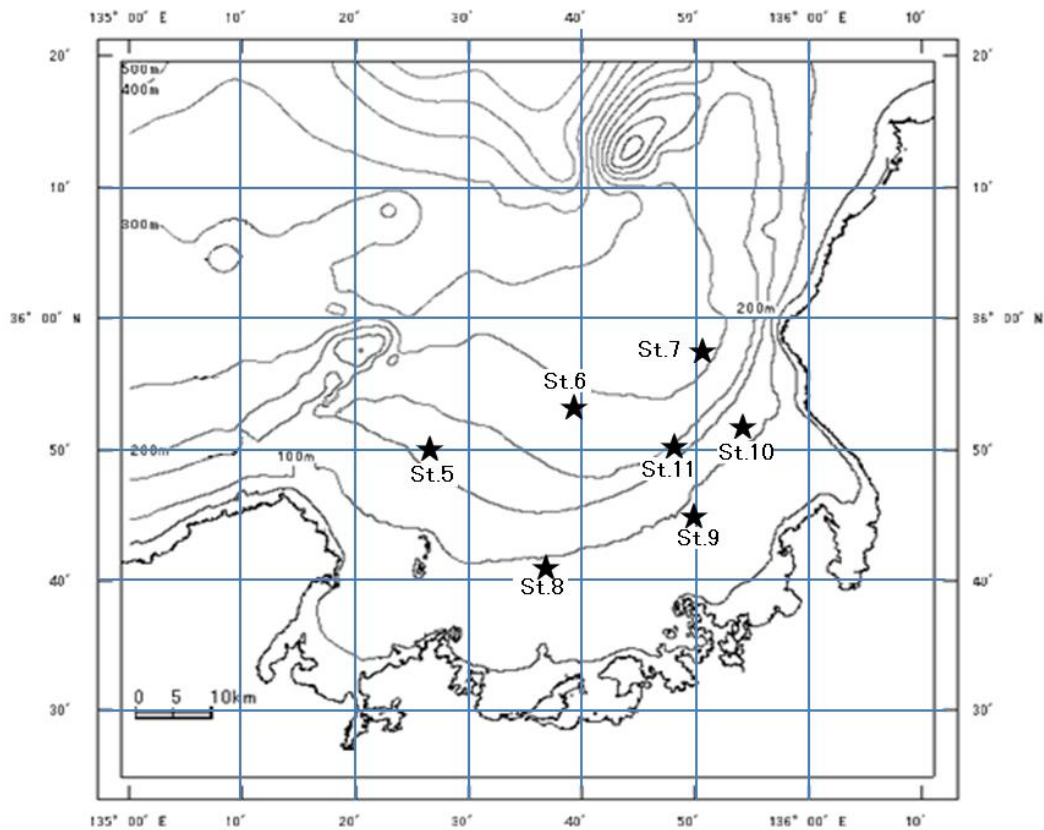 135° 00′ E 10′ 20′ 30′ 40′ 50′ 136° 00′ E 10′
20′ 20′
500m
400m
10′ 10′
300m
36° 00′ N 200m 36° 00′ N
St.7
St.6
50′ 200m 100m St.5 St.11 St.10 50′
St.9
40′ St.8 40′
0 5 10km
30′ 30′
135° 00′ E 10′ 20′ 30′ 40′ 50′ 136° 00′ E 10′